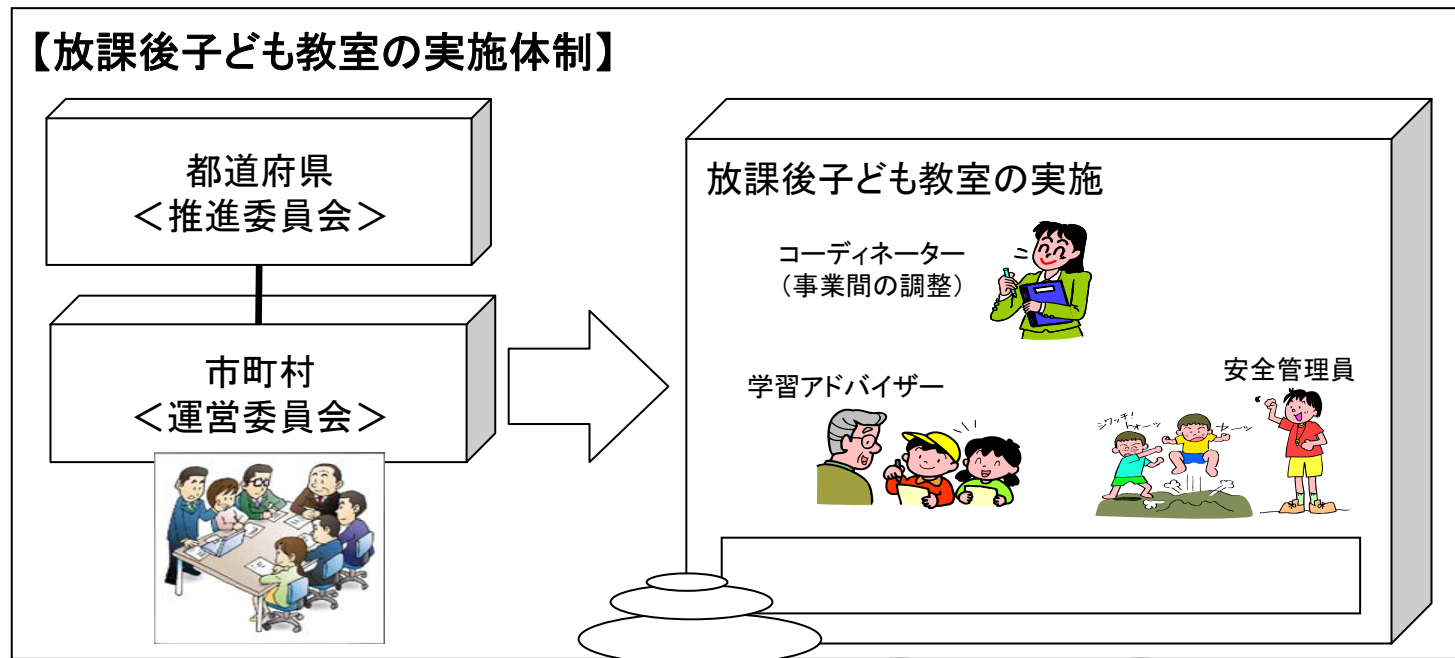 【放課後子ども教室の実施体制】
都道府県
＜推進委員会＞
市町村
＜運営委員会＞
放課後子ども教室の実施
コーディネーター
（事業間の調整）
学習アドバイザー
安全管理員